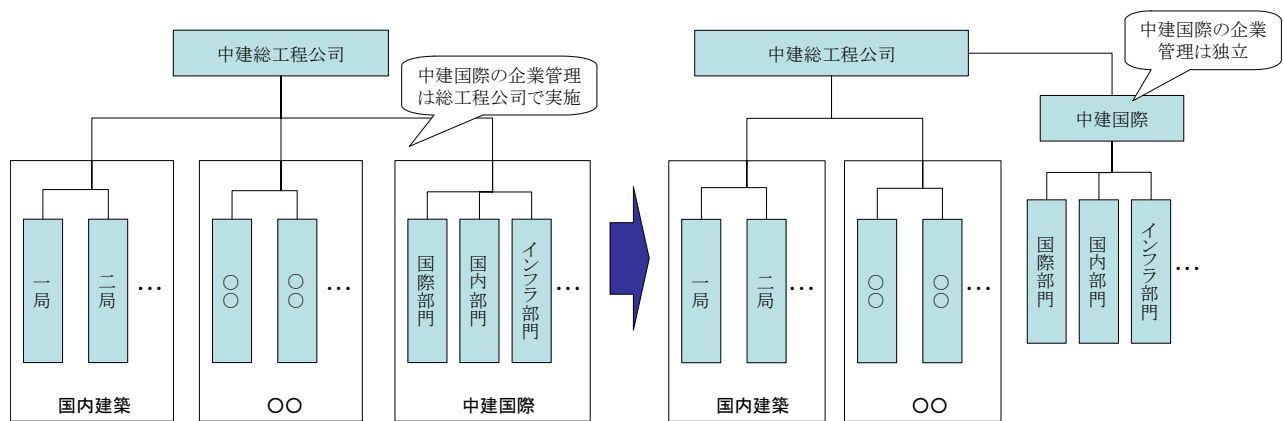 中建総工程公司
中建国際の企業管理
は総工程公司で実施
一局
二局
…
〇〇
〇〇
…
国際部門
国内部門
インフラ部門
…
国内建築
〇〇
中建国際
中建総工程公司
中建国際の企業
管理は独立
中建国際
一局
二局
…
〇〇
〇〇
…
国際部門
国内部門
インフラ部門
…
国内建築
〇〇